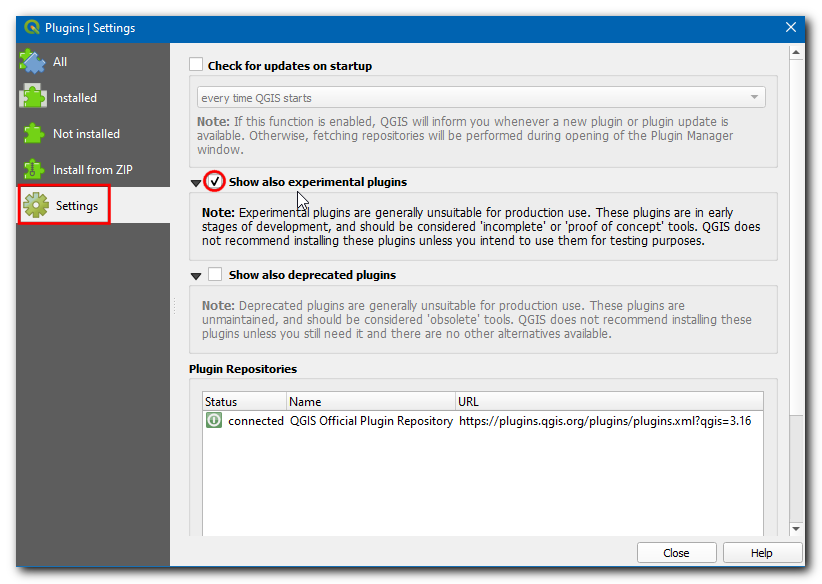 Plugins | Settings
All
Installed
Not installed
Install from ZIP
Settings
Check for updates on startup
every time QGIS starts
Note: If this function is enabled, QGIS will inform you whenever a new plugin or plugin update is
available. Otherwise, fetching repositories will be performed during opening of the Plugin Manager
window.
Show also experimental plugins
Note: Experimental plugins are generally unsuitable for production use. These plugins are in early
stages of development, and should be considered 'incomplete' or 'proof of concept' tools. QGIS does
not recommend installing these plugins unless you intend to use them for testing purposes.
Show also deprecated plugins
Note: Deprecated plugins are generally unsuitable for production use. These plugins are
unmaintained, and should be considered 'obsolete' tools. QGIS does not recommend installing these
plugins unless you still need it and there are no other alternatives available.
Plugin Repositories
Status Name URL
connected QGIS Official Plugin Repository https://plugins.qgis.org/plugins/plugins.xml?qgis=3.16
Close Help